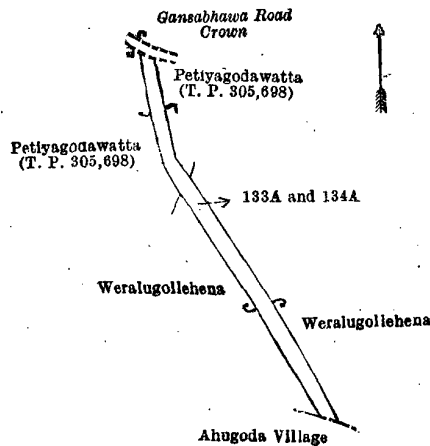 Gansabhawa Road
Crown
Petiyagodawatta
(T. P. 305,698)
Petiyagodawatta
(T. P. 305,698)
133A and 134A
Weralugollehena
Weralugollehena
Ahugoda Village